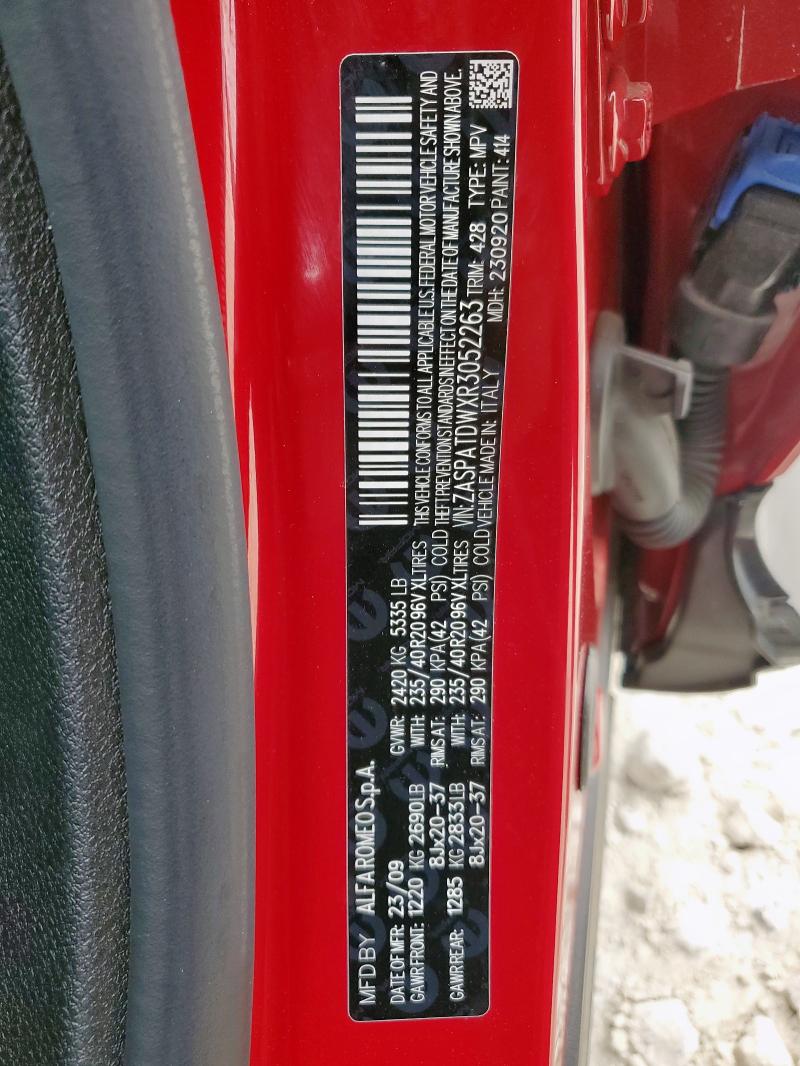 MFD BY ALFA ROMEO S.p.A.
DATE OF MFR: 23/09 GVWR: 2420 KG 5335 LB
GAWR FRONT: 1220 KG 2690LB WITH: 235/40R20 96V XL TIRES
8Jx20-37 RIMS AT: 290 KPA(42 PSI) COLD
GAWR REAR: 1285 KG 2833LB WITH: 235/40R20 96V XL TIRES
8Jx20-37 RIMS AT: 290 KPA(42 PSI) COLD
THIS VEHICLE CONFORMS TO ALL APPLICABLE U.S. FEDERAL MOTOR VEHICLE SAFETY AND
THEFT PREVENTION STANDARDS IN EFFECT ON THE DATE OF MANUFACTURE SHOWN ABOVE.
VIN: ZASPATDWXR3052263 TRIM: 428 TYPE: MPV
VEHICLE MADE IN: ITALY MDH: 230920 PAINT: 414